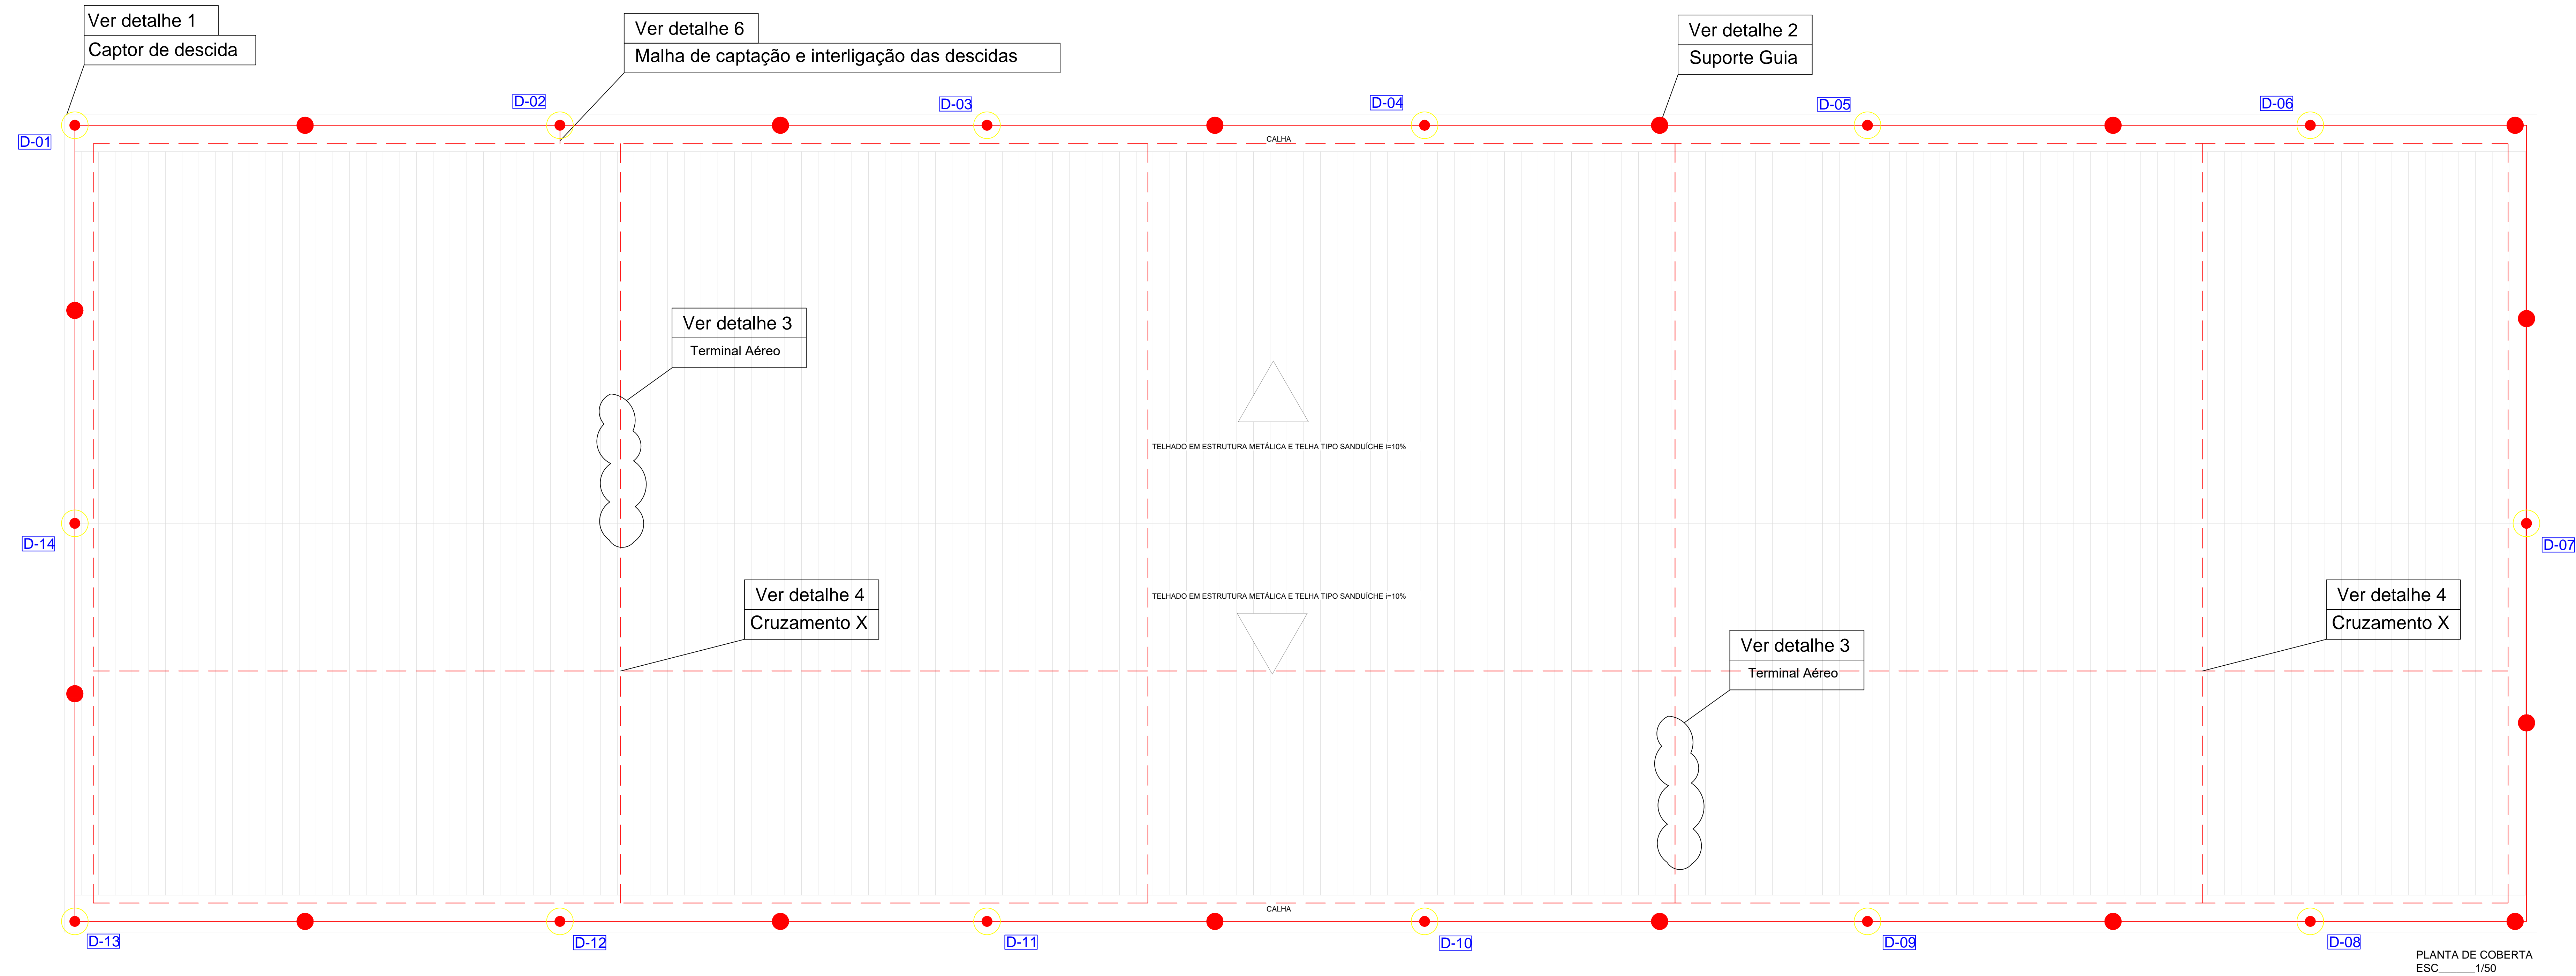 Ver detalhe 1
Captor de descida
Ver detalhe 6
Malha de captação e interligação das descidas
Ver detalhe 2
Suporte Guia
D-01
D-02
D-03
D-04
D-05
D-06
CALHA
Ver detalhe 3
Terminal Aéreo
TELHADO EM ESTRUTURA METÁLICA E TELHA TIPO SANDUÍCHE i=10%
D-14
D-07
TELHADO EM ESTRUTURA METÁLICA E TELHA TIPO SANDUÍCHE i=10%
Ver detalhe 4
Cruzamento X
Ver detalhe 4
Cruzamento X
Ver detalhe 3
Terminal Aéreo
CALHA
D-13
D-12
D-11
D-10
D-09
D-08
PLANTA DE COBERTA
ESC______1/50